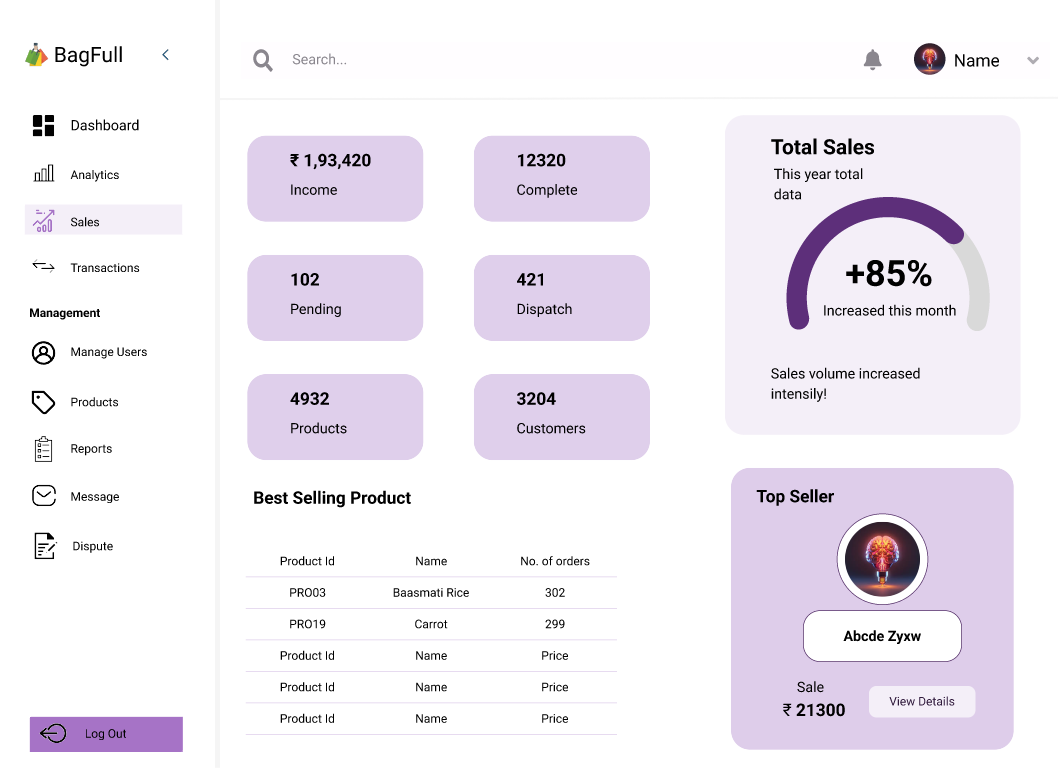 BagFull
Search...
Name
Dashboard
Analytics
Sales
Transactions
Management
Manage Users
Products
Reports
Message
Dispute
Log Out
₹ 1,93,420
Income
12320
Complete
102
Pending
421
Dispatch
4932
Products
3204
Customers
Total Sales
This year total
data
+85%
Increased this month
Sales volume increased
intensily!
Best Selling Product
Product Id Name No. of orders
PRO03 Baasmati Rice 302
PRO19 Carrot 299
Product Id Name Price
Product Id Name Price
Product Id Name Price
Top Seller
Abcde Zyxw
Sale
₹ 21300
View Details